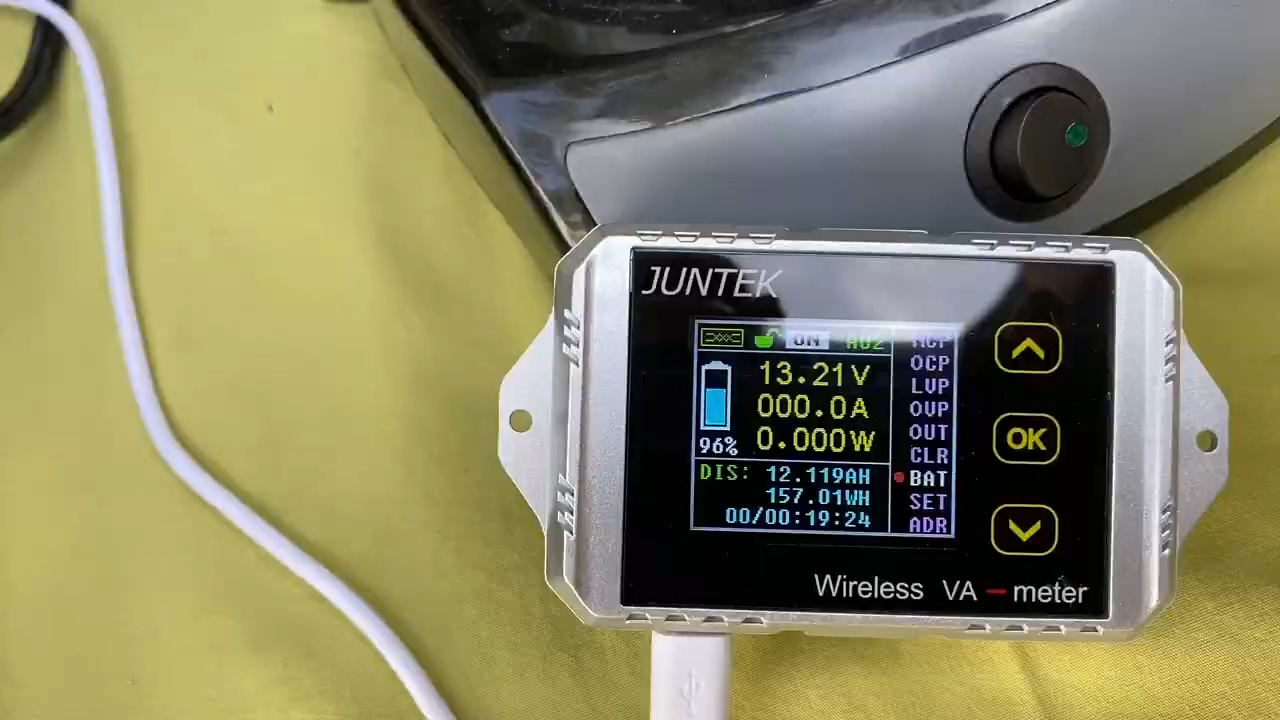 JUNTEK
ON
A02
OCP
13.21V
LVP
000.0A
OVP
OUT
0.000W
96%
CLR
DIS: 12.119AH
BAT
157.01WH
SET
00/00:19:24
ADR
OK
Wireless VA-meter